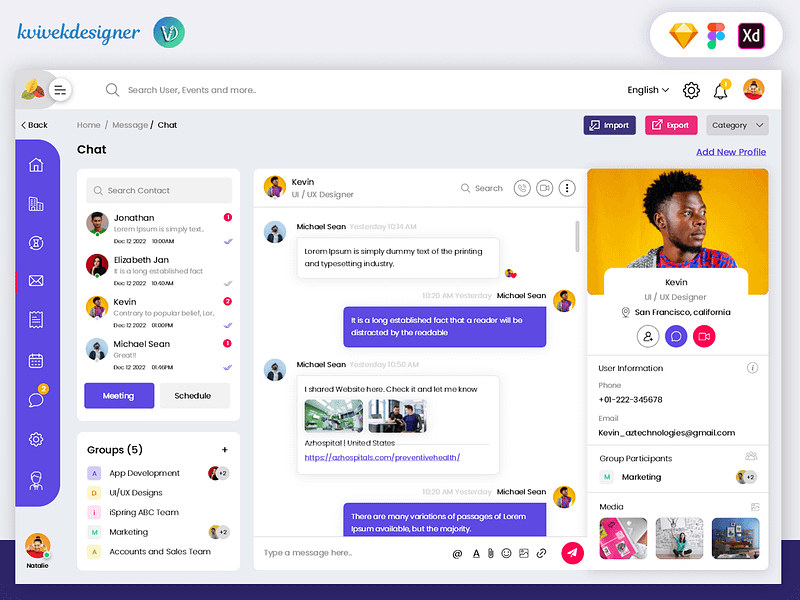 kvivekdesigner
VD
Xd
Search User, Events and more..
English
1
Back
Home / Message / Chat
Import
Export
Category
Chat
Add New Profile
Search Contact
Jonathan
1
Lorem Ipsum is simply dummy text..
Dec 12 2022 10:00AM
Elizabeth Jan
It is a long established fact
Dec 12 2022 10:40AM
Kevin
2
Contrary to popular belief, Lor..
Dec 12 2022 01:00PM
Michael Sean
1
Great!!
Dec 12 2022 01:46PM
Meeting
Schedule
Groups (5)
+
A
App Development
+2
D
UI/UX Designs
i
iSpring ABC Team
M
Marketing
+2
A
Accounts and Sales Team
2
Natalie
Kevin
UI / UX Designer
Search
Michael Sean Yesterday 10:14 AM
Lorem Ipsum is simply dummy text of the printing
and typesetting industry.
10:20 AM Yesterday Michael Sean
It is a long established fact that a reader will be
distracted by the readable
Michael Sean Yesterday 10:50 AM
I shared Website here. Check it and let me know
Azhospital | United States
https://azhospitals.com/preventivehealth/
10:20 AM Yesterday Michael Sean
There are many variations of passages of Lorem
Ipsum available, but the majority.
Type a message here..
@
A
Kevin
UI / UX Designer
San Francisco, california
User Information
i
Phone
+01-222-345678
Email
Kevin_aztechnologies@gmail.com
Group Participants
M
Marketing
+2
Media